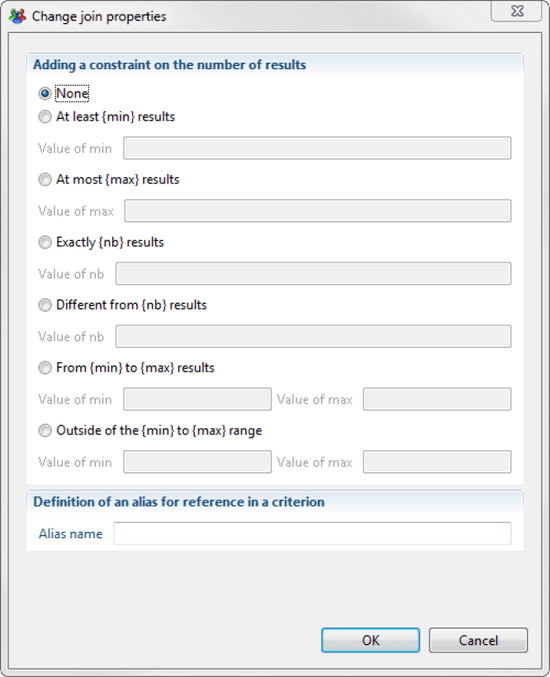 Change join properties
Adding a constraint on the number of results
None
At least {min} results
Value of min
At most {max} results
Value of max
Exactly {nb} results
Value of nb
Different from {nb} results
Value of nb
From {min} to {max} results
Value of min Value of max
Outside of the {min} to {max} range
Value of min Value of max
Definition of an alias for reference in a criterion
Alias name
OK Cancel